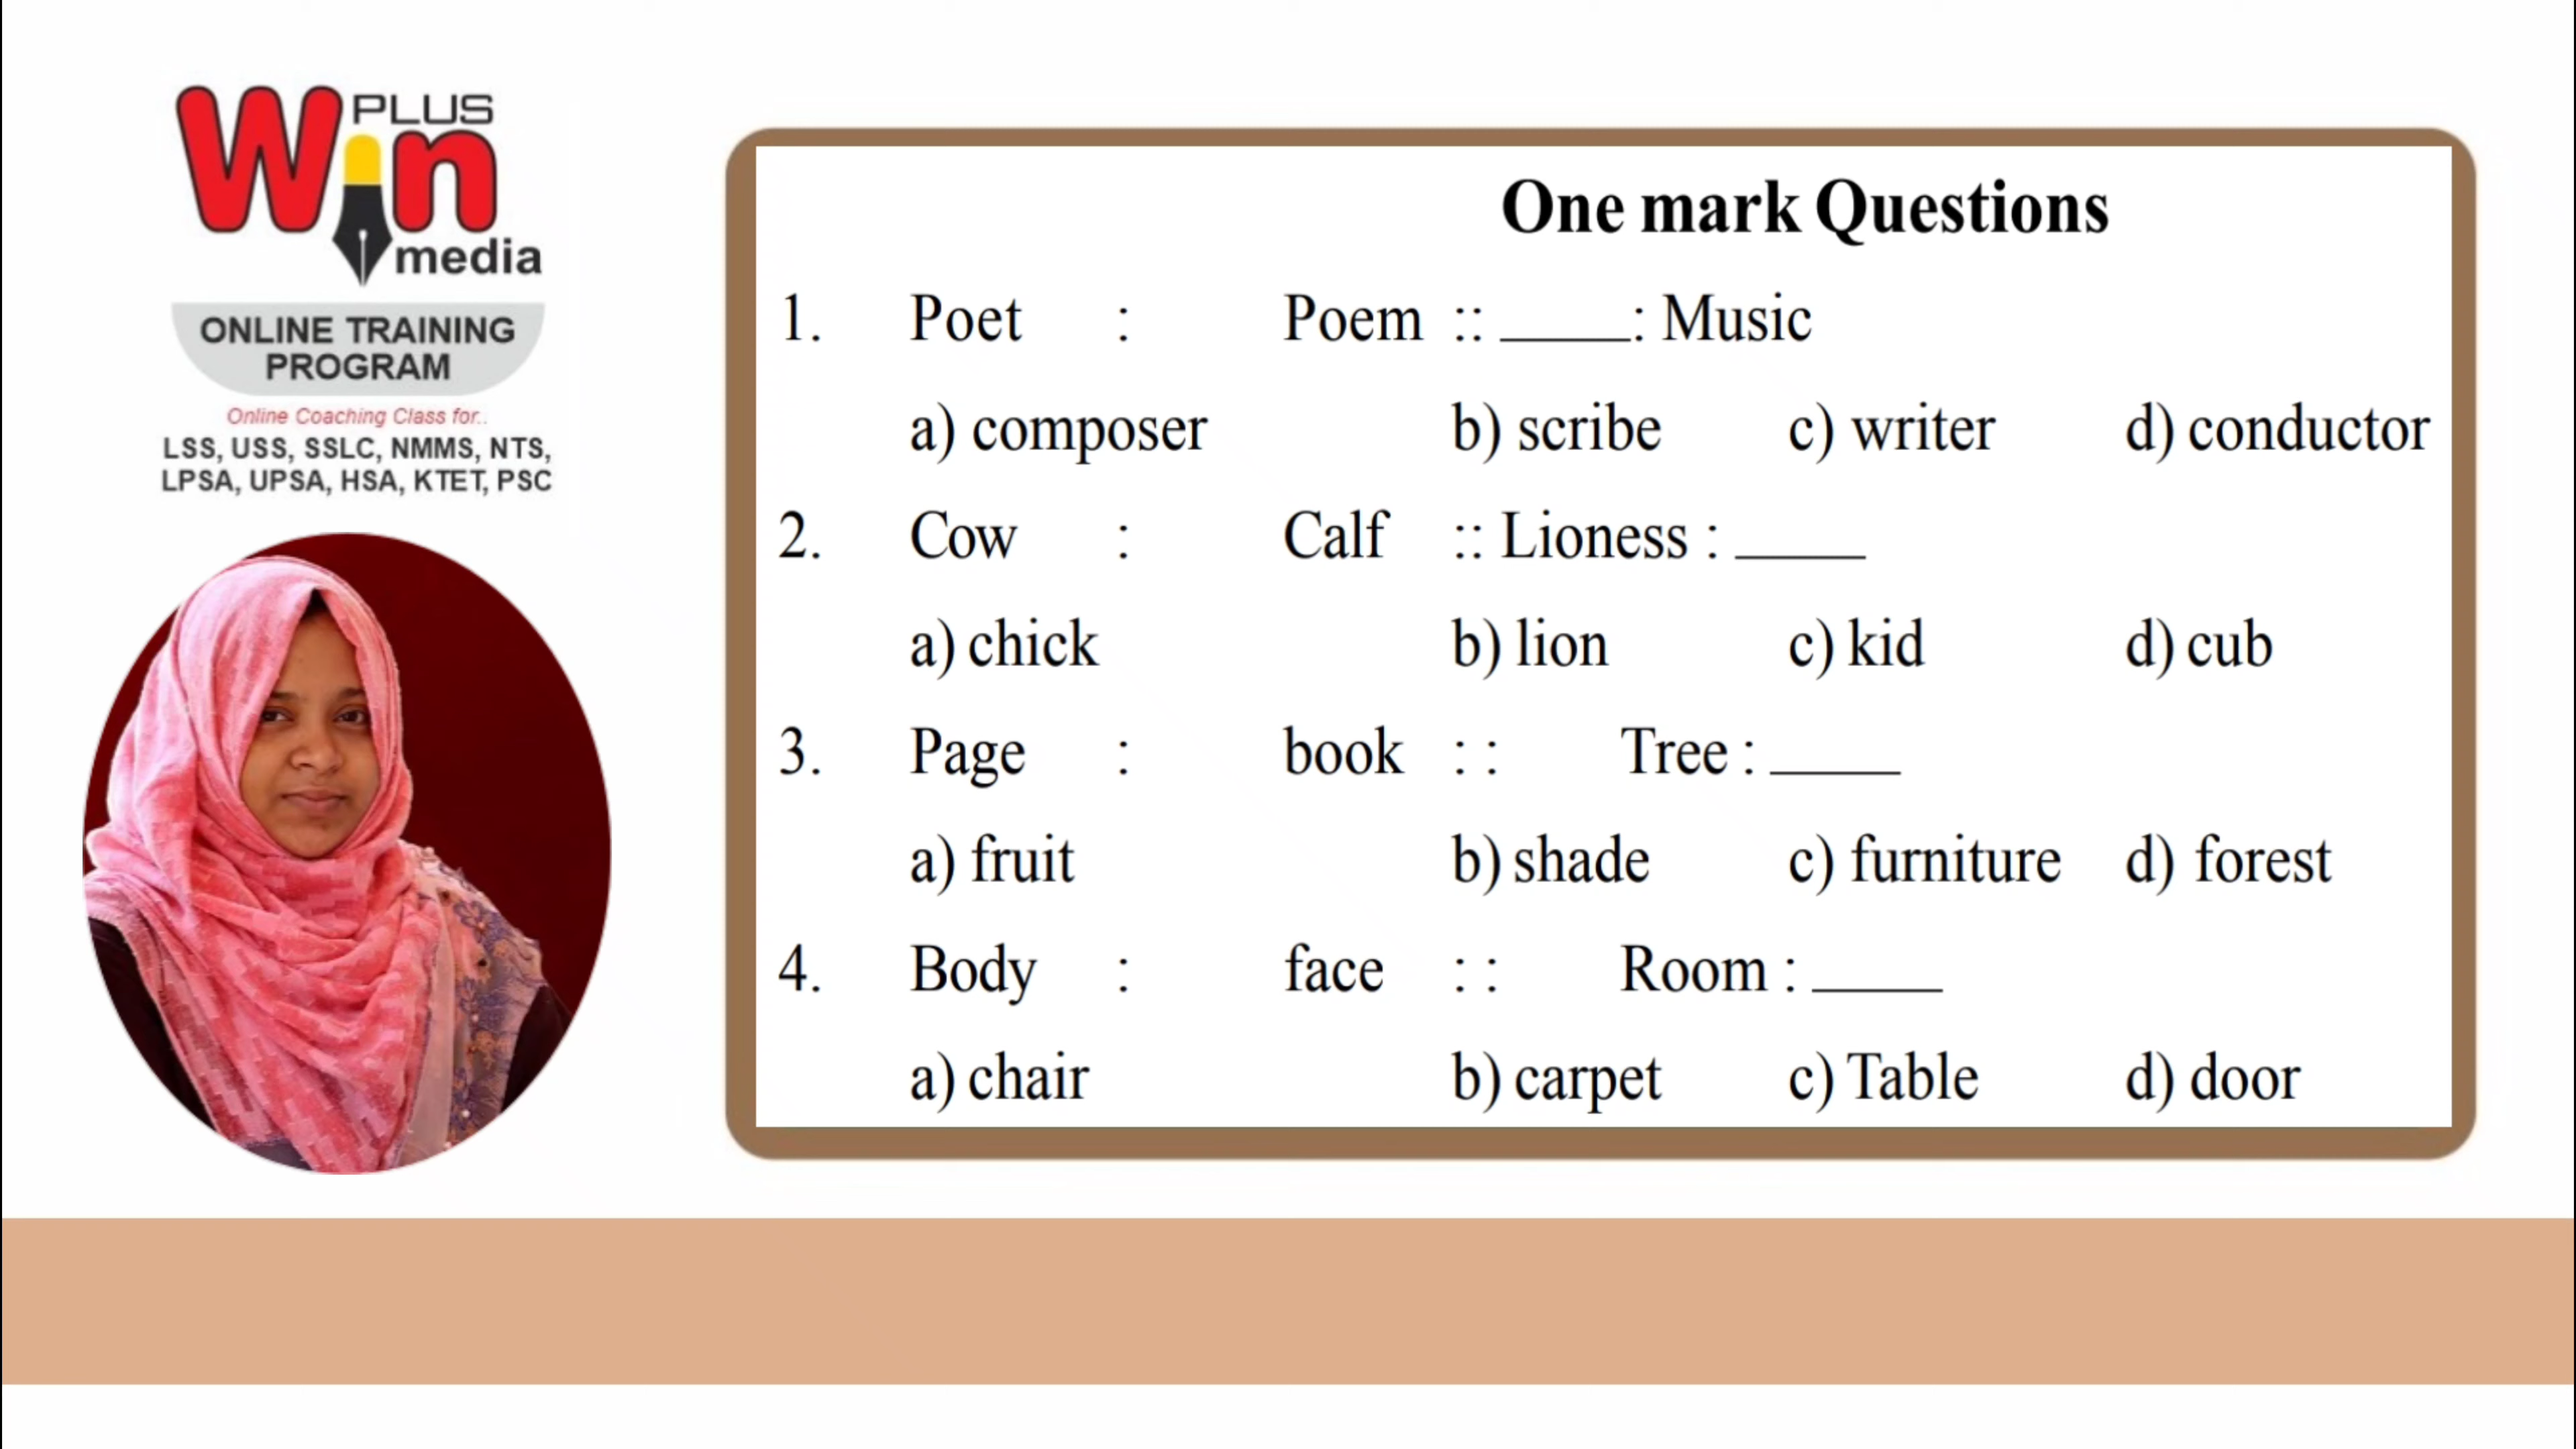 PLUS
Win
media
ONLINE TRAINING
PROGRAM
Online Coaching Class for..
LSS, USS, SSLC, NMMS, NTS,
LPSA, UPSA, HSA, KTET, PSC
One mark Questions
1. Poet : Poem :: _____: Music
a) composer b) scribe c) writer d) conductor
2. Cow : Calf :: Lioness : _____
a) chick b) lion c) kid d) cub
3. Page : book : : Tree : _____
a) fruit b) shade c) furniture d) forest
4. Body : face : : Room : _____
a) chair b) carpet c) Table d) door